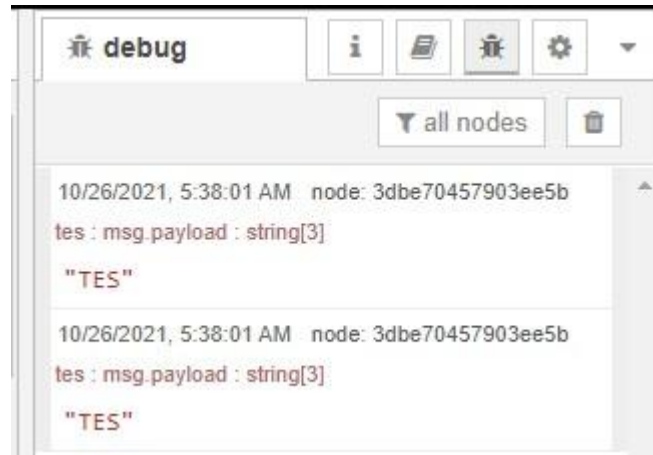 debug
all nodes
10/26/2021, 5:38:01 AM node: 3dbe70457903ee5b
tes : msg.payload : string[3]
"TES"
10/26/2021, 5:38:01 AM node: 3dbe70457903ee5b
tes : msg.payload : string[3]
"TES"